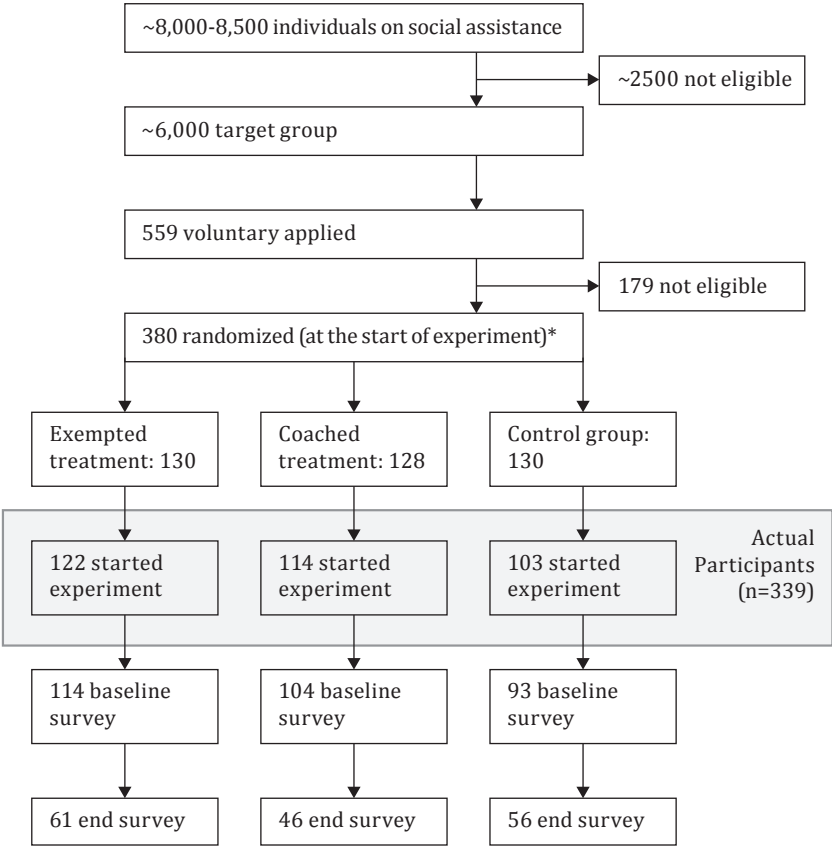 ~8,000-8,500 individuals on social assistance
~2500 not eligible
~6,000 target group
559 voluntary applied
179 not eligible
380 randomized (at the start of experiment)*
Exempted
treatment: 130
Coached
treatment: 128
Control group:
130
122 started
experiment
114 started
experiment
103 started
experiment
Actual
Participants
(n=339)
114 baseline
survey
104 baseline
survey
93 baseline
survey
61 end survey
46 end survey
56 end survey